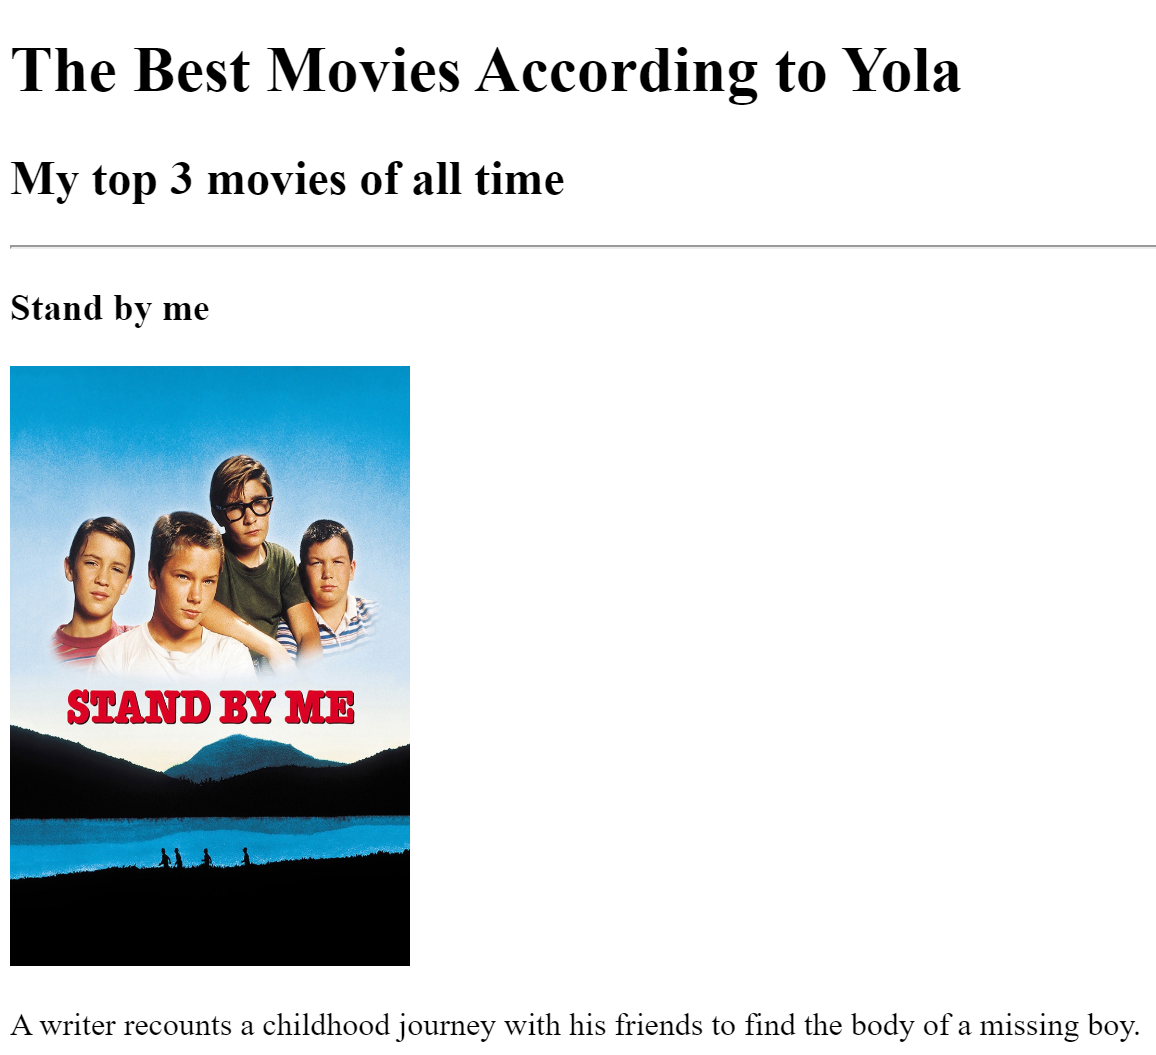 The Best Movies According to Yola
My top 3 movies of all time
Stand by me
STAND BY ME
A writer recounts a childhood journey with his friends to find the body of a missing boy.